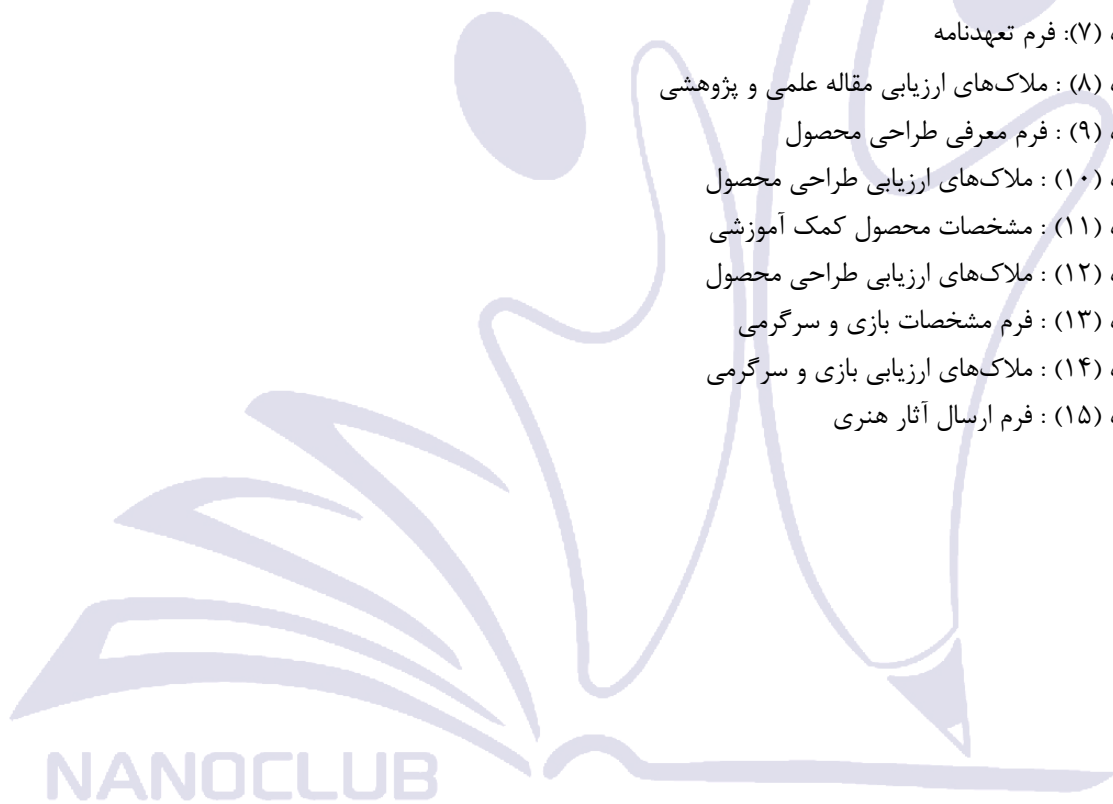 (۷): فرم تعهدنامه
(۸) : ملاک‌های ارزیابی مقاله علمی و پژوهشی
(۹) : فرم معرفی طراحی محصول
(۱۰) : ملاک‌های ارزیابی طراحی محصول
(۱۱) : مشخصات محصول کمک آموزشی
(۱۲) : ملاک‌های ارزیابی طراحی محصول
(۱۳) : فرم مشخصات بازی و سرگرمی
(۱۴) : ملاک‌های ارزیابی بازی و سرگرمی
(۱۵) : فرم ارسال آثار هنری
NANOCLUB